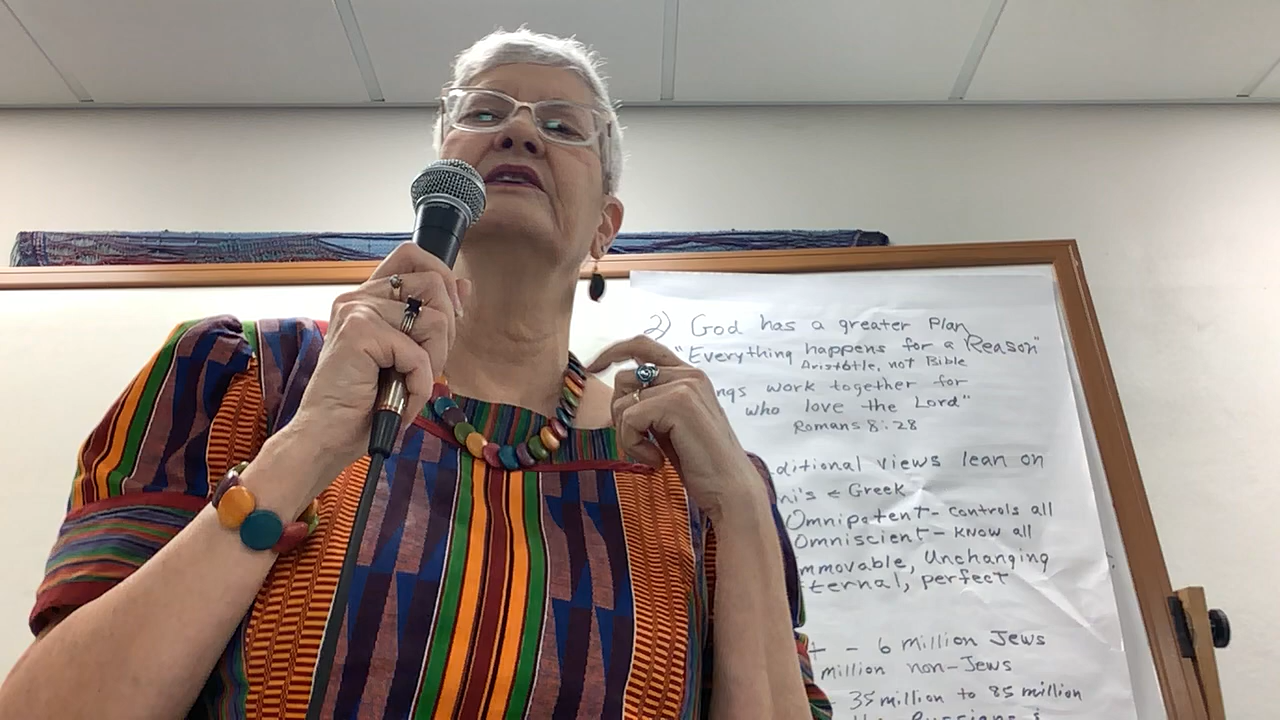 2) God has a greater Plan
"Everything happens for a Reason"
Aristotle, not Bible
ngs work together for
who love the Lord"
Romans 8:28
ditional views lean on
ni's & Greek
Omnipotent - controls all
Omniscient - know all
mmovable, Unchanging
ternal, perfect
- 6 million Jews
million non-Jews
35 million to 85 million